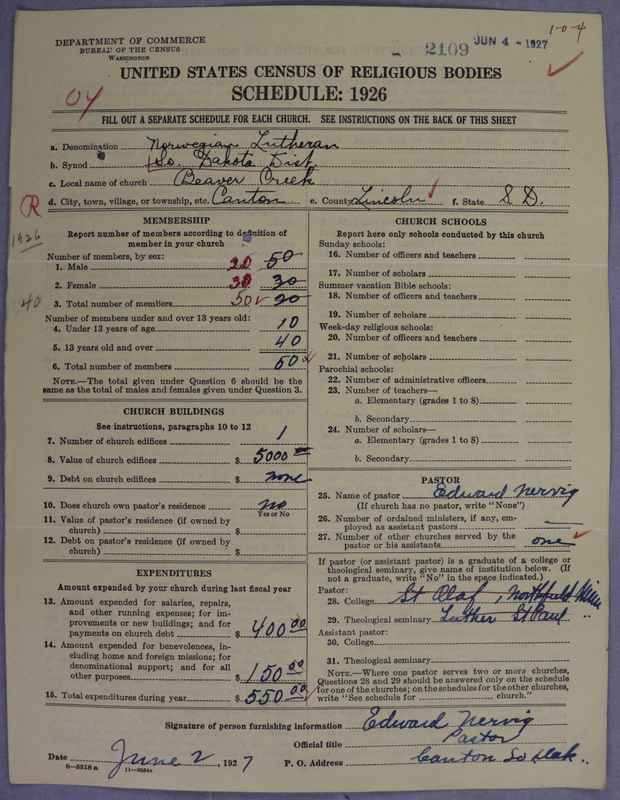 1-0-4
DEPARTMENT OF COMMERCE
BUREAU OF THE CENSUS
WASHINGTON
2109 JUN 4 - 1927
UNITED STATES CENSUS OF RELIGIOUS BODIES
SCHEDULE: 1926
04
FILL OUT A SEPARATE SCHEDULE FOR EACH CHURCH. SEE INSTRUCTIONS ON THE BACK OF THIS SHEET
a. Denomination Norwegian Lutheran
b. Synod So. Dakota Dist.
c. Local name of church Beaver Creek
d. City, town, village, or township, etc. Canton e. County Lincoln f. State S D.
R
1926
40
MEMBERSHIP
Report number of members according to definition of
member in your church
Number of members, by sex:
1. Male 20 50
2. Female 30 30
3. Total number of members 50 20
Number of members under and over 13 years old:
4. Under 13 years of age 10
5. 13 years old and over 40
6. Total number of members 50
NOTE.—The total given under Question 6 should be the
same as the total of males and females given under Question 3.
CHURCH BUILDINGS
See instructions, paragraphs 10 to 12
7. Number of church edifices 1
8. Value of church edifices $ 5000 00
9. Debt on church edifices $ none
10. Does church own pastor's residence? no
Yes or No
11. Value of pastor's residence (if owned by
church) $
12. Debt on pastor's residence (if owned by
church) $
EXPENDITURES
Amount expended by your church during last fiscal year
13. Amount expended for salaries, repairs,
and other running expenses; for im-
provements or new buildings; and for
payments on church debt $ 400 00
14. Amount expended for benevolences, in-
cluding home and foreign missions; for
denominational support; and for all
other purposes $ 150 00
15. Total expenditures during year $ 550 00
CHURCH SCHOOLS
Report here only schools conducted by this church
Sunday schools:
16. Number of officers and teachers
17. Number of scholars
Summer vacation Bible schools:
18. Number of officers and teachers
19. Number of scholars
Week-day religious schools:
20. Number of officers and teachers
21. Number of scholars
Parochial schools:
22. Number of administrative officers
23. Number of teachers—
a. Elementary (grades 1 to 8)
b. Secondary
24. Number of scholars—
a. Elementary (grades 1 to 8)
b. Secondary
PASTOR
25. Name of pastor Edward Nervig
(If church has no pastor, write "None")
26. Number of ordained ministers, if any, em-
ployed as assistant pastors —
27. Number of other churches served by the
pastor or his assistants one
If pastor (or assistant pastor) is a graduate of a college or
theological seminary, give name of institution below. (If
not a graduate, write "No" in the space indicated.)
Pastor:
28. College St Olaf, Northfield Minn.
29. Theological seminary Luther St Paul
Assistant pastor:
30. College
31. Theological seminary
NOTE.—Where one pastor serves two or more churches,
Questions 28 and 29 should be answered only on the schedule
for one of the churches; on the schedules for the other churches,
write "See schedule for ________ church."
Signature of person furnishing information Edward Nervig
Official title Pastor
Date June 2, 1927 P. O. Address Canton So Dak.
8-5518 a